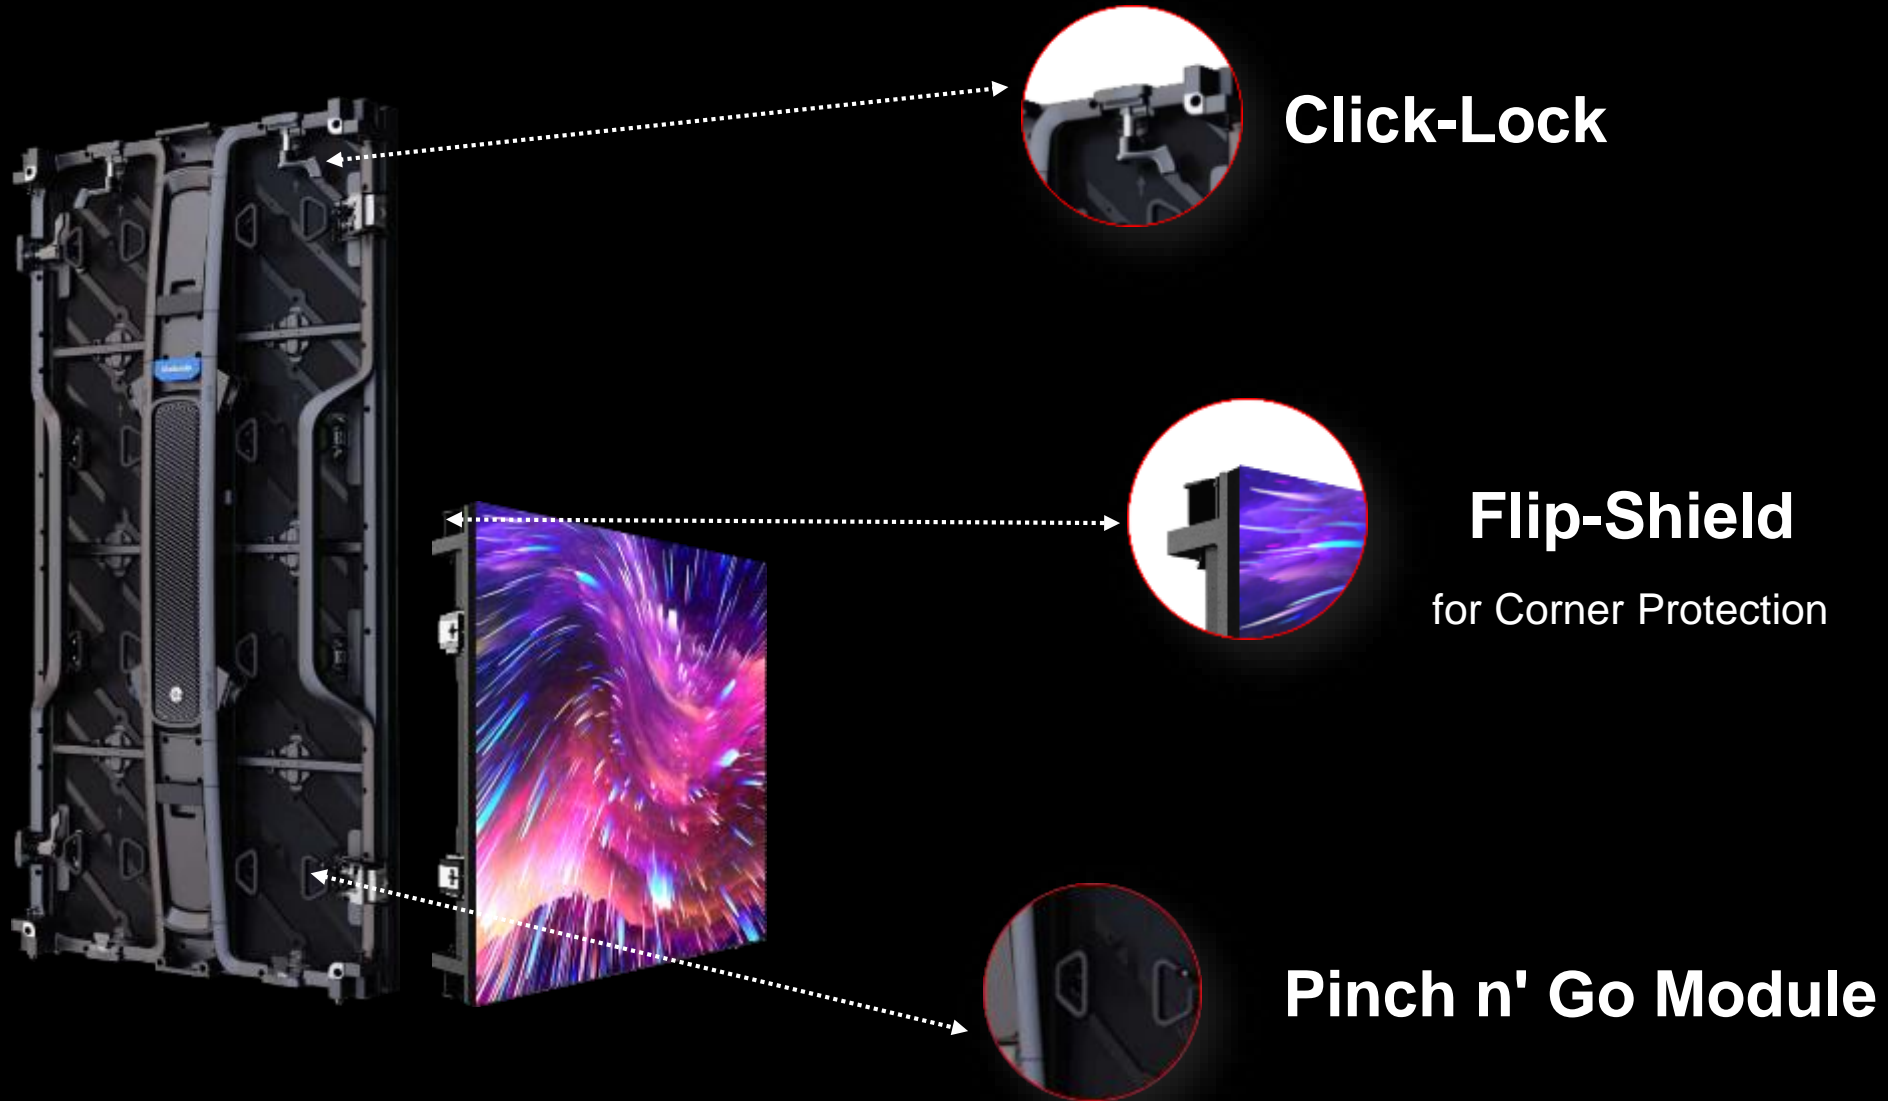 Click-Lock
Flip-Shield
for Corner Protection
Pinch n' Go Module